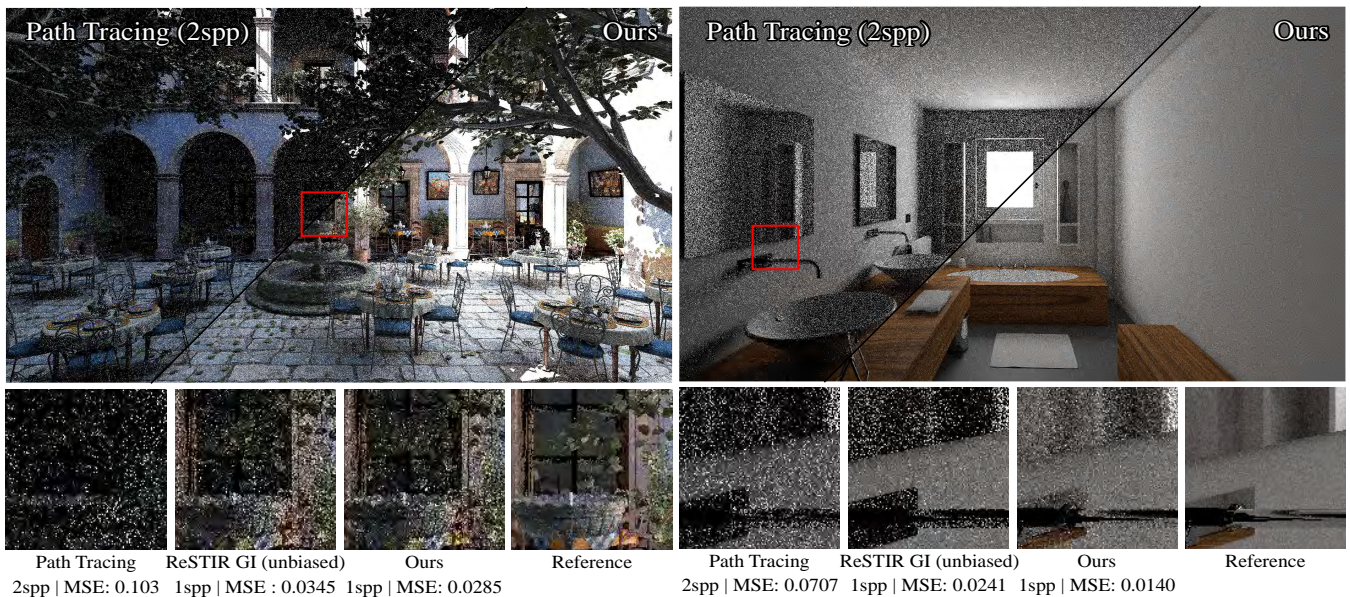 Path Tracing (2spp) Ours
Path Tracing (2spp) Ours
Path Tracing ReSTIR GI (unbiased) Ours Reference
2spp | MSE: 0.103 1spp | MSE : 0.0345 1spp | MSE: 0.0285
Path Tracing ReSTIR GI (unbiased) Ours Reference
2spp | MSE: 0.0707 1spp | MSE: 0.0241 1spp | MSE: 0.0140